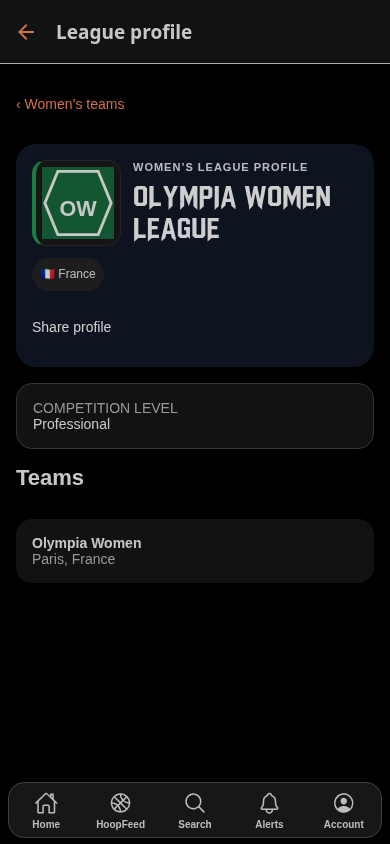 League profile
‹ Women's teams
OW
WOMEN'S LEAGUE PROFILE
OLYMPIA WOMEN
LEAGUE
France
Share profile
COMPETITION LEVEL
Professional
Teams
Olympia Women
Paris, France
Home HoopFeed Search Alerts Account